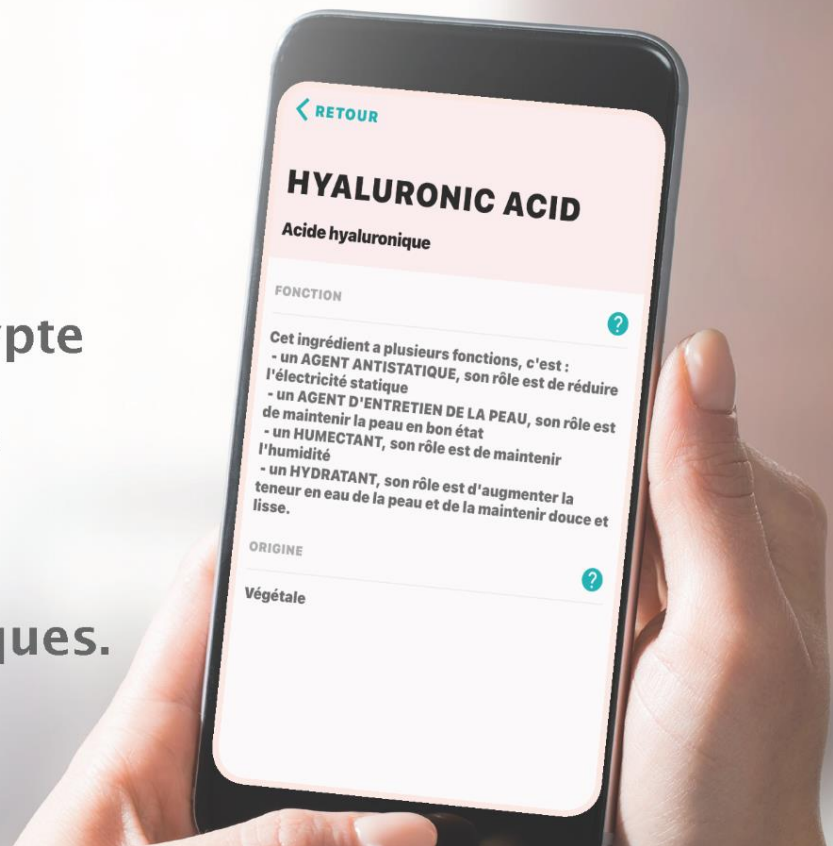 RETOUR
HYALURONIC ACID
Acide hyaluronique
FONCTION
?
Cet ingrédient a plusieurs fonctions, c'est :
- un AGENT ANTISTATIQUE, son rôle est de réduire
l'électricité statique
- un AGENT D'ENTRETIEN DE LA PEAU, son rôle est
de maintenir la peau en bon état
- un HUMECTANT, son rôle est de maintenir
l'humidité
- un HYDRATANT, son rôle est d'augmenter la
teneur en eau de la peau et de la maintenir douce et
lisse.
ORIGINE
?
Végétale